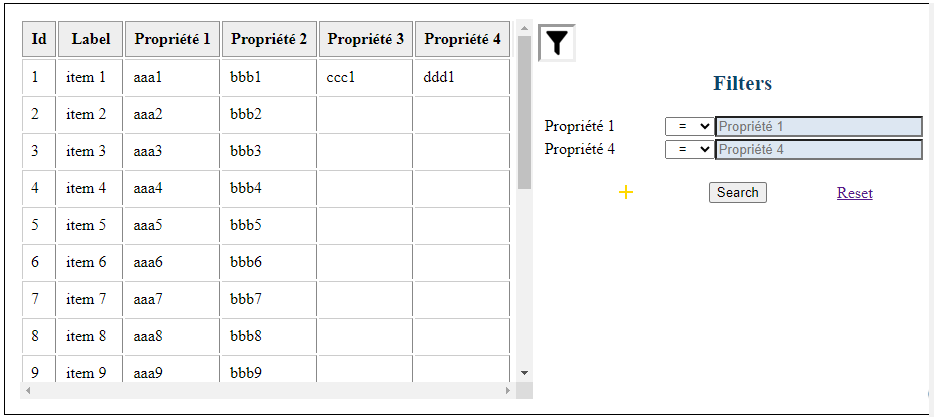 Id Label Propriété 1 Propriété 2 Propriété 3 Propriété 4
1 item 1 aaa1 bbb1 ccc1 ddd1
2 item 2 aaa2 bbb2
3 item 3 aaa3 bbb3
4 item 4 aaa4 bbb4
5 item 5 aaa5 bbb5
6 item 6 aaa6 bbb6
7 item 7 aaa7 bbb7
8 item 8 aaa8 bbb8
9 item 9 aaa9 bbb9
Filters
Propriété 1 = Propriété 1
Propriété 4 = Propriété 4
+ Search Reset